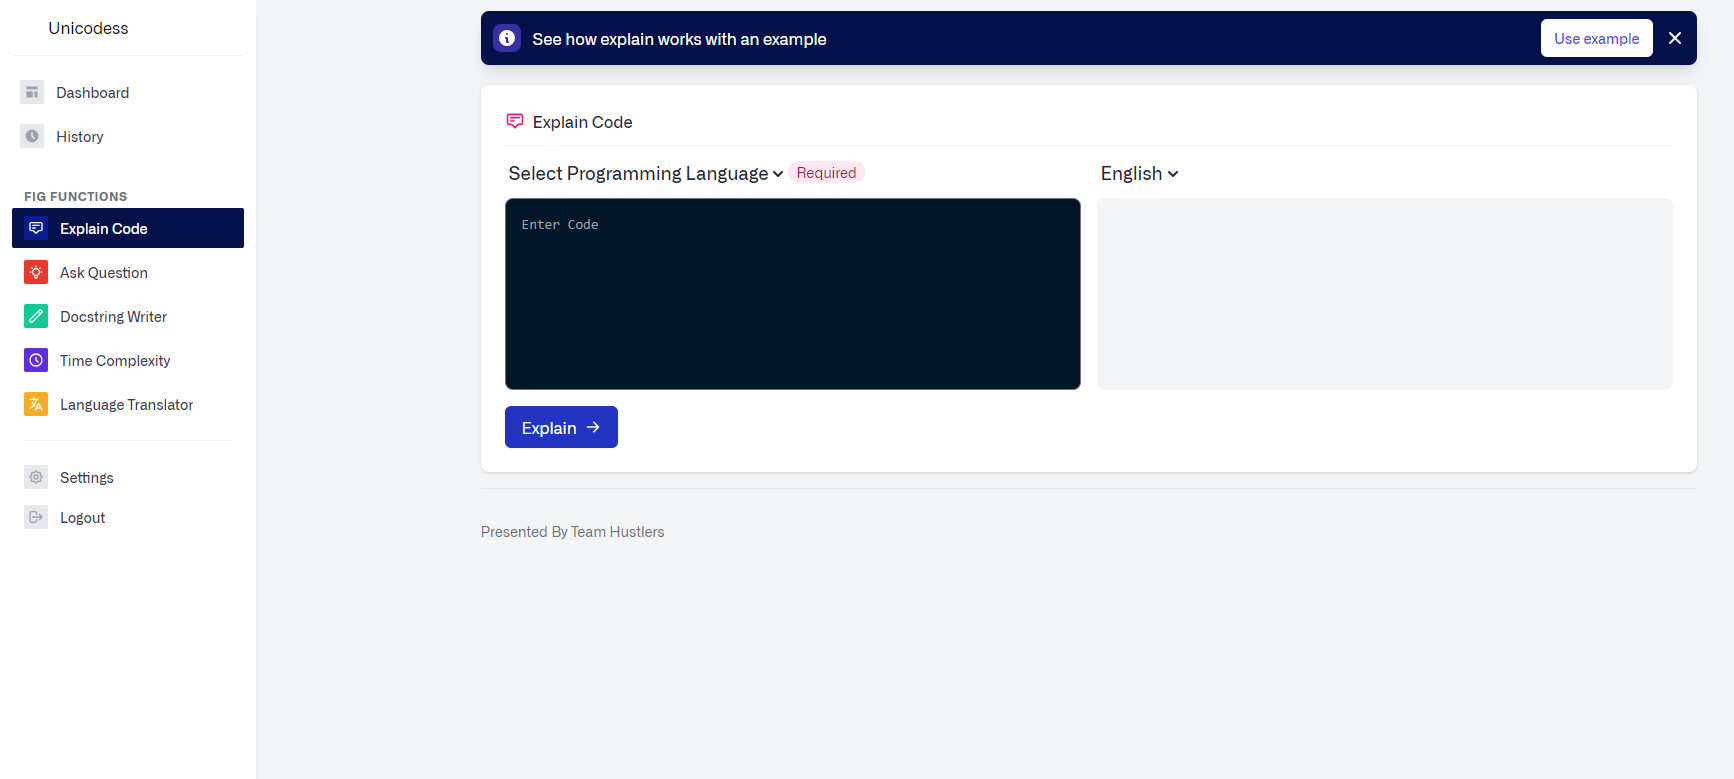 Unicodess
Dashboard
History
FIG FUNCTIONS
Explain Code
Ask Question
Docstring Writer
Time Complexity
Language Translator
Settings
Logout
See how explain works with an example
Use example
Explain Code
Select Programming Language Required
English
Enter Code
Explain
Presented By Team Hustlers